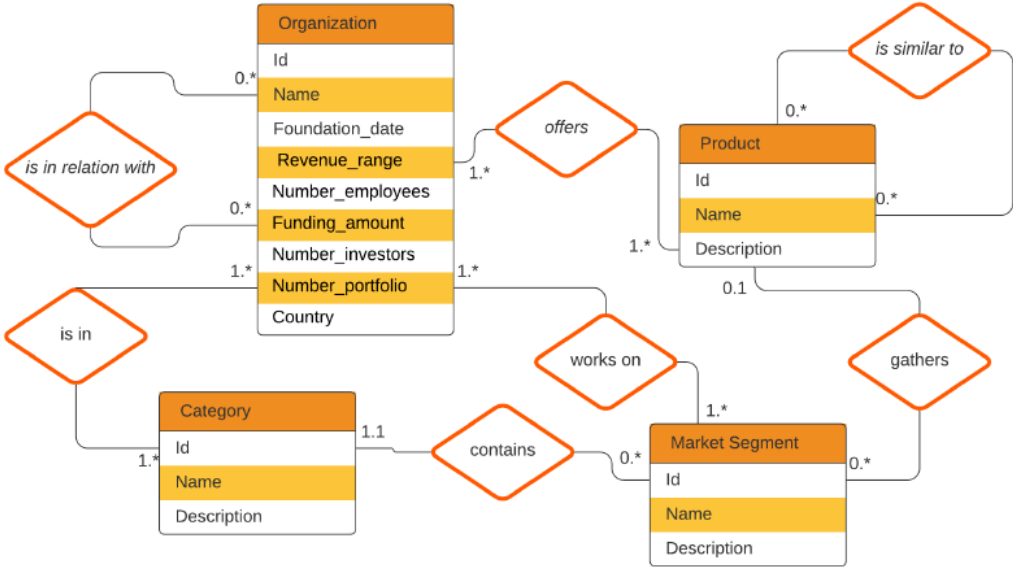 Organization
Id
Name
Foundation_date
Revenue_range
Number_employees
Funding_amount
Number_investors
Number_portfolio
Country
is in relation with
0.*
0.*
offers
1.*
1.*
is similar to
0.*
0.*
Product
Id
Name
Description
0.1
gathers
0.*
1.*
is in
1.*
1.*
works on
1.*
Category
Id
Name
Description
1.1
contains
0.*
Market Segment
Id
Name
Description